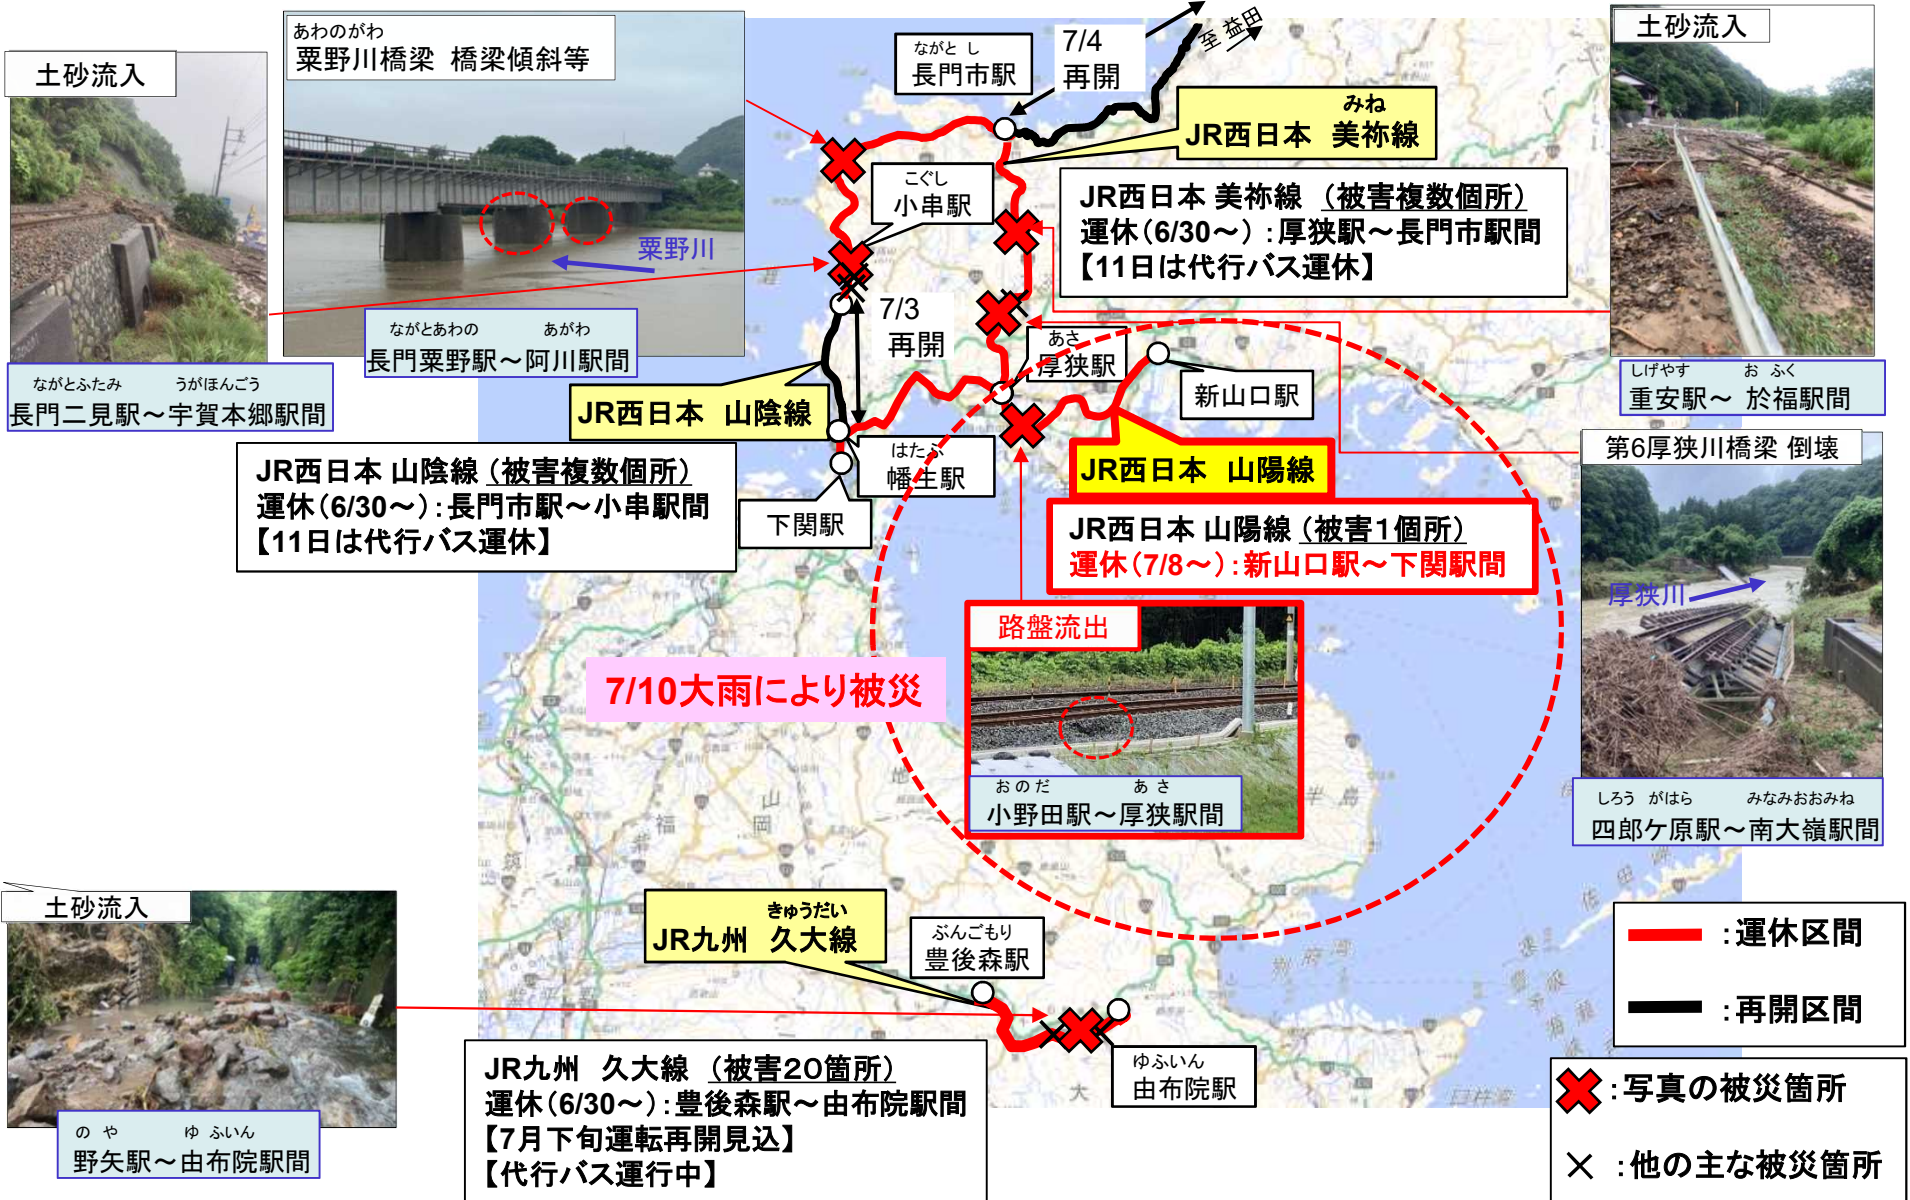 土砂流入
あわのがわ
粟野川橋梁 橋梁傾斜等
粟野川
ながとあわの あがわ
長門粟野駅～阿川駅間
ながとふたみ うがほんごう
長門二見駅～宇賀本郷駅間
ながと し
長門市駅
7/4
再開
至 益田
みね
JR西日本 美祢線
こぐし
小串駅
JR西日本 美祢線 (被害複数個所)
運休(6/30～):厚狭駅～長門市駅間
【11日は代行バス運休】
土砂流入
しげやす お ふく
重安駅～ 於福駅間
7/3
再開
あさ
厚狭駅
新山口駅
JR西日本 山陰線
はたぶ
幡生駅
下関駅
JR西日本 山陰線 (被害複数個所)
運休(6/30～):長門市駅～小串駅間
【11日は代行バス運休】
JR西日本 山陽線
JR西日本 山陽線 (被害1個所)
運休(7/8～):新山口駅～下関駅間
第6厚狭川橋梁 倒壊
厚狭川
しろう がはら みなみおおみね
四郎ケ原駅～南大嶺駅間
路盤流出
おのだ あさ
小野田駅～厚狭駅間
7/10大雨により被災
福
岡
山
地
半
島
大
別府湾
臼杵湾
土砂流入
の や ゆ ふいん
野矢駅～由布院駅間
きゅうだい
JR九州 久大線
ぶんごもり
豊後森駅
ゆふいん
由布院駅
JR九州 久大線 (被害20箇所)
運休(6/30～):豊後森駅～由布院駅間
【7月下旬運転再開見込】
【代行バス運行中】
:運休区間
:再開区間
:写真の被災箇所
:他の主な被災箇所